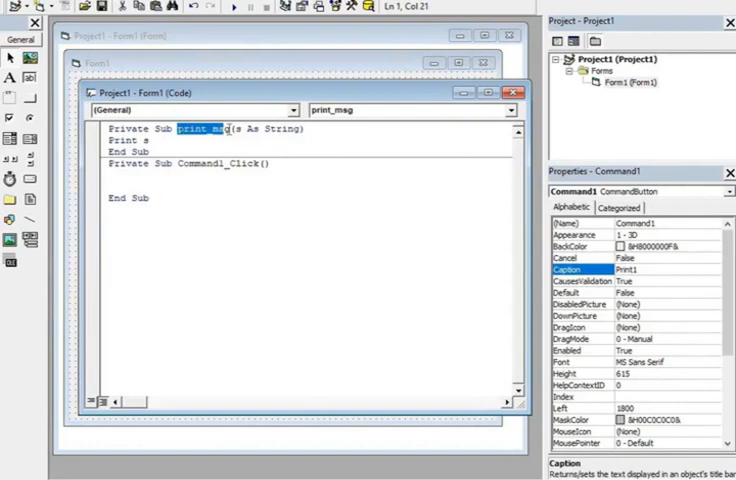 Ln 1, Col 21
General
Project1 - Form1 (Form)
Form1
Project1 - Form1 (Code)
(General)
print_msg
Private Sub print_msg(s As String)
Print s
End Sub
Private Sub Command1_Click()
End Sub
Project - Project1
Project1 (Project1)
Forms
Form1 (Form1)
Properties - Command1
Command1 CommandButton
Alphabetic Categorized
(Name) Command1
Appearance 1 - 3D
BackColor &H8000000F&
Cancel False
Caption Print1
CausesValidation True
Default False
DisabledPicture (None)
DownPicture (None)
DragIcon (None)
DragMode 0 - Manual
Enabled True
Font MS Sans Serif
Height 615
HelpContextID 0
Index
Left 1800
MaskColor &H00C0C0C0&
MouseIcon (None)
MousePointer 0 - Default
Caption
Returns/sets the text displayed in an object's title bar